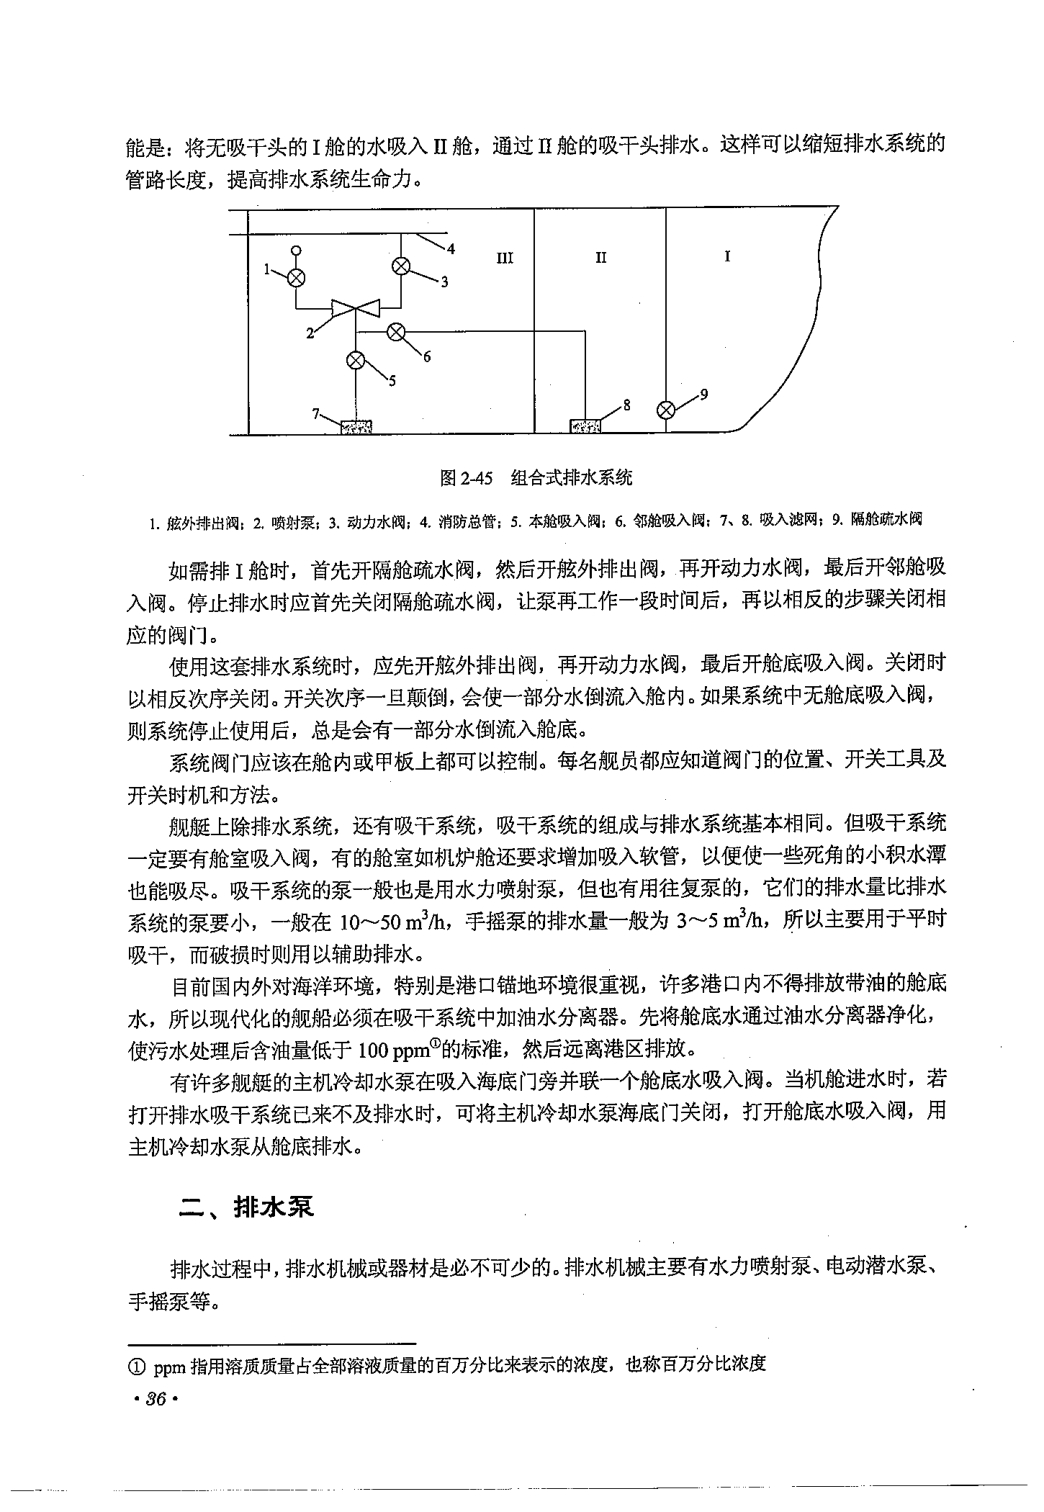 能是：将无吸干头的 I 舱的水吸入 II 舱，通过 II 舱的吸干头排水。这样可以缩短排水系统的
管路长度，提高排水系统生命力。
III
II
I
1
2
3
4
5
6
7
8
9
图 2-45 组合式排水系统
1. 舷外排出阀；2. 喷射泵；3. 动力水阀；4. 消防总管；5. 本舱吸入阀；6. 邻舱吸入阀；7、8. 吸入滤网；9. 隔舱疏水阀
如需排 I 舱时，首先开隔舱疏水阀，然后开舷外排出阀，再开动力水阀，最后开邻舱吸
入阀。停止排水时应首先关闭隔舱疏水阀，让泵再工作一段时间后，再以相反的步骤关闭相
应的阀门。
使用这套排水系统时，应先开舷外排出阀，再开动力水阀，最后开舱底吸入阀。关闭时
以相反次序关闭。开关次序一旦颠倒，会使一部分水倒流入舱内。如果系统中无舱底吸入阀，
则系统停止使用后，总是会有一部分水倒流入舱底。
系统阀门应该在舱内或甲板上都可以控制。每名舰员都应知道阀门的位置、开关工具及
开关时机和方法。
舰艇上除排水系统，还有吸干系统，吸干系统的组成与排水系统基本相同。但吸干系统
一定要有舱室吸入阀，有的舱室如机炉舱还要求增加吸入软管，以便使一些死角的小积水潭
也能吸尽。吸干系统的泵一般也是用水力喷射泵，但也有用往复泵的，它们的排水量比排水
系统的泵要小，一般在 10～50 m³/h，手摇泵的排水量一般为 3～5 m³/h，所以主要用于平时
吸干，而破损时则用以辅助排水。
目前国内外对海洋环境，特别是港口锚地环境很重视，许多港口内不得排放带油的舱底
水，所以现代化的舰船必须在吸干系统中加油水分离器。先将舱底水通过油水分离器净化，
使污水处理后含油量低于 100 ppm①的标准，然后远离港区排放。
有许多舰艇的主机冷却水泵在吸入海底门旁并联一个舱底水吸入阀。当机舱进水时，若
打开排水吸干系统已来不及排水时，可将主机冷却水泵海底门关闭，打开舱底水吸入阀，用
主机冷却水泵从舱底排水。
二、排水泵
排水过程中，排水机械或器材是必不可少的。排水机械主要有水力喷射泵、电动潜水泵、
手摇泵等。
① ppm 指用溶质质量占全部溶液质量的百万分比来表示的浓度，也称百万分比浓度
·36·